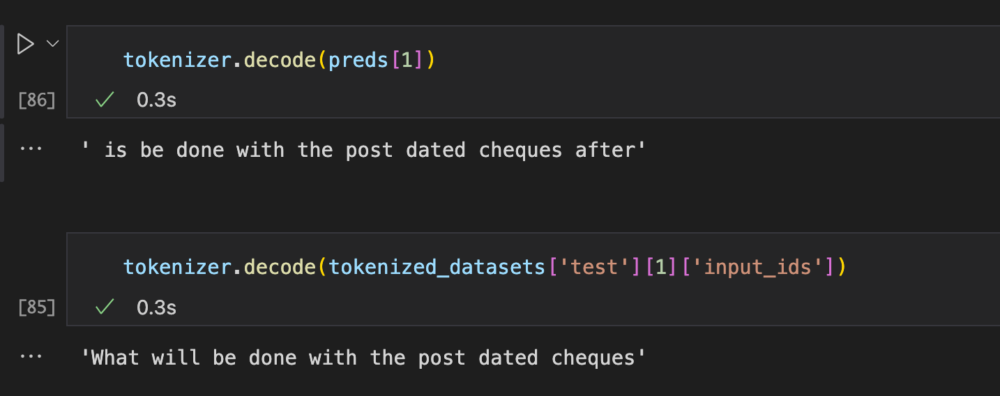 tokenizer.decode(preds[1])
[86]
0.3s
' is be done with the post dated cheques after'
tokenizer.decode(tokenized_datasets['test'][1]['input_ids'])
[85]
0.3s
'What will be done with the post dated cheques'